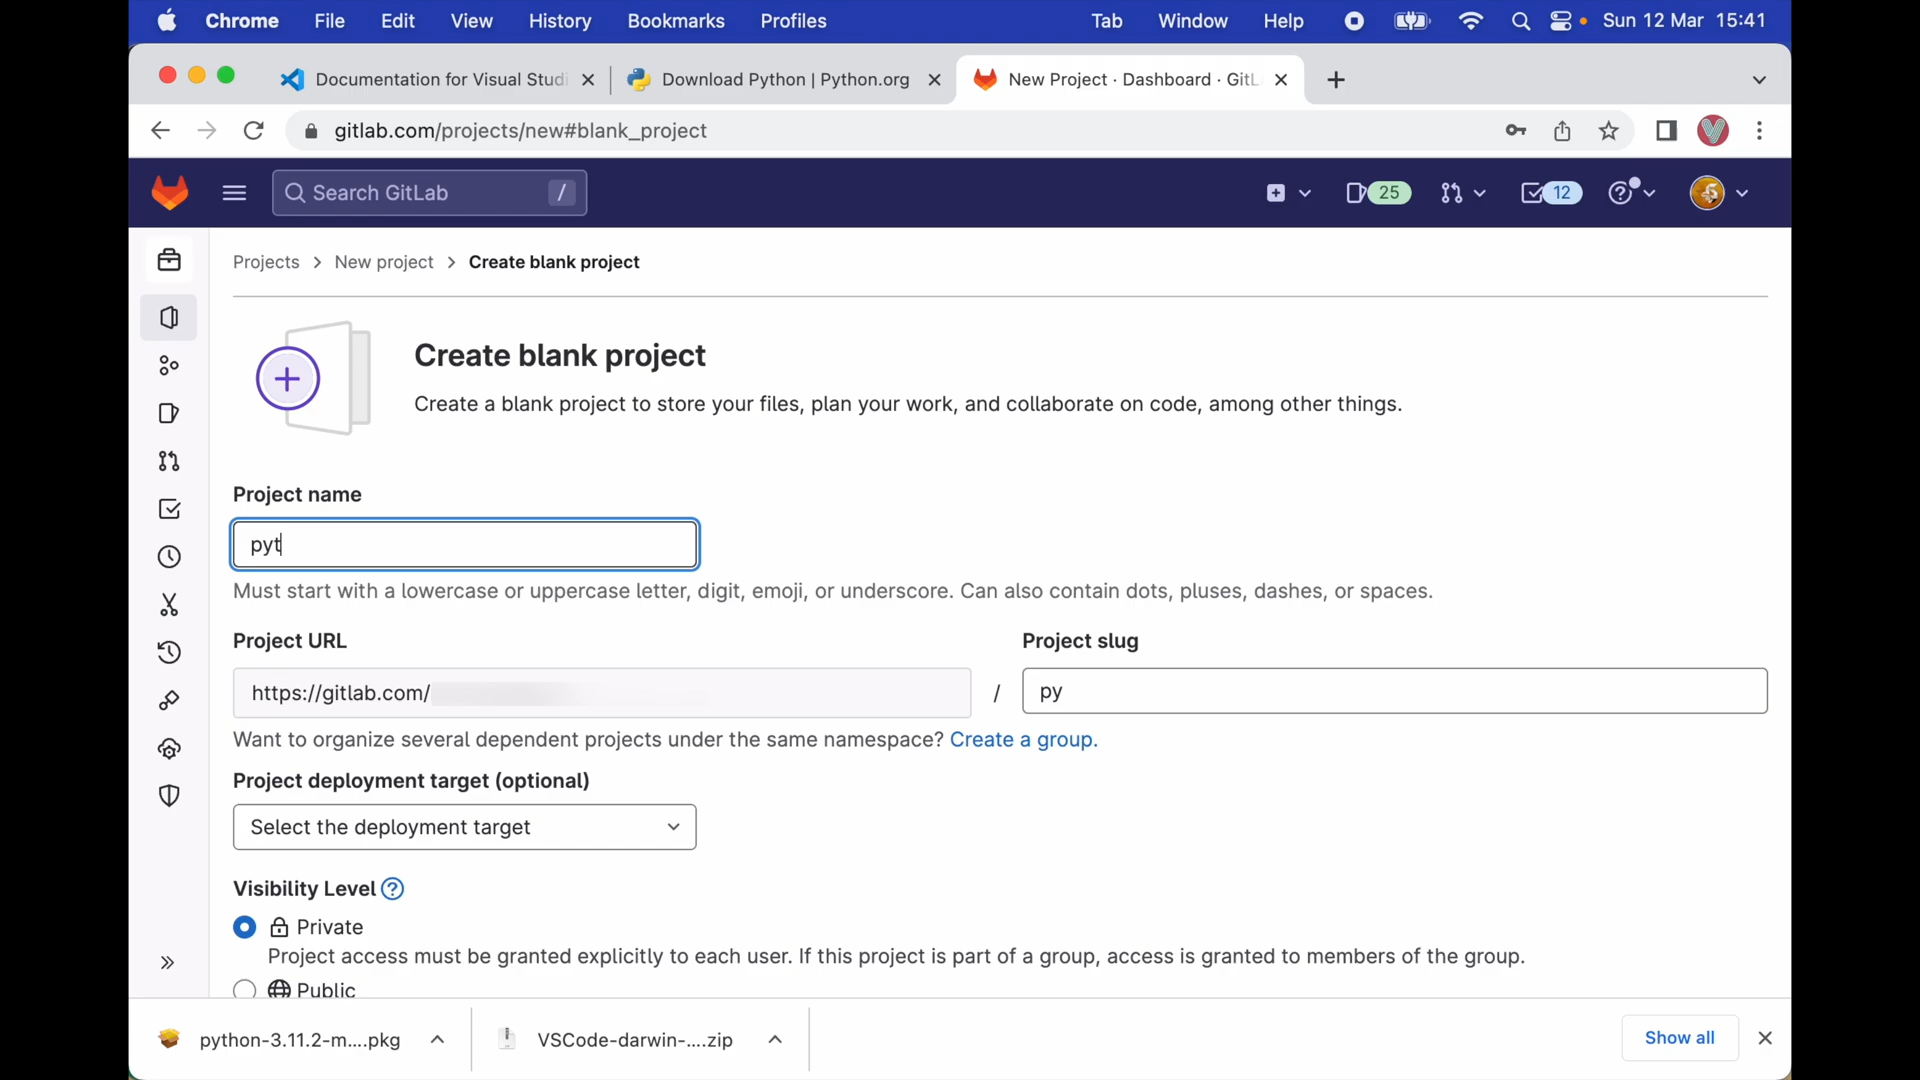 Chrome File Edit View History Bookmarks Profiles Tab Window Help Sun 12 Mar 15:41
Documentation for Visual Studi Download Python | Python.org New Project · Dashboard · GitL
gitlab.com/projects/new#blank_project
Search GitLab / 25 12
Projects > New project > Create blank project
Create blank project
Create a blank project to store your files, plan your work, and collaborate on code, among other things.
Project name
pyt
Must start with a lowercase or uppercase letter, digit, emoji, or underscore. Can also contain dots, pluses, dashes, or spaces.
Project URL Project slug
https://gitlab.com/ / py
Want to organize several dependent projects under the same namespace? Create a group.
Project deployment target (optional)
Select the deployment target
Visibility Level ?
Private
Project access must be granted explicitly to each user. If this project is part of a group, access is granted to members of the group.
Public
python-3.11.2-m....pkg VSCode-darwin-....zip Show all